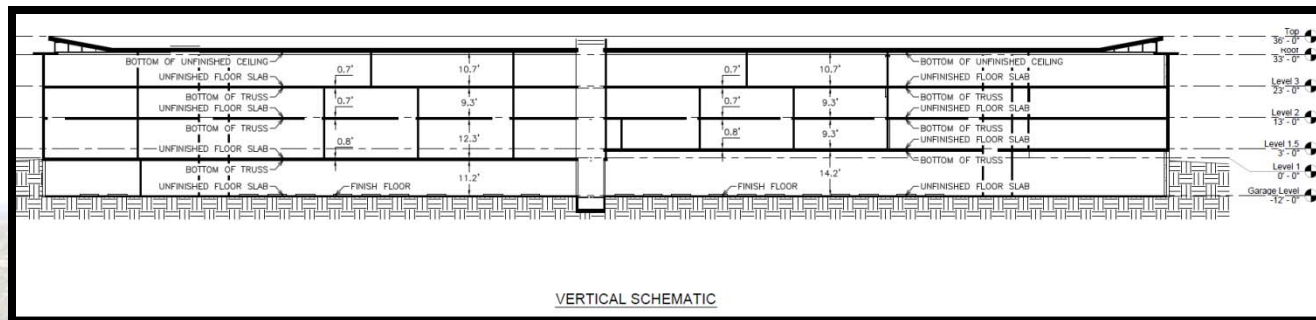 Top
36' - 0"
BOTTOM OF UNFINISHED CEILING
BOTTOM OF UNFINISHED CEILING
Roof
33' - 0"
0.7'
10.7'
0.7'
10.7'
UNFINISHED FLOOR SLAB
UNFINISHED FLOOR SLAB
Level 3
23' - 0"
BOTTOM OF TRUSS
BOTTOM OF TRUSS
0.7'
9.3'
0.7'
9.3'
UNFINISHED FLOOR SLAB
UNFINISHED FLOOR SLAB
Level 2
13' - 0"
BOTTOM OF TRUSS
BOTTOM OF TRUSS
0.8'
12.3'
0.8'
9.3'
UNFINISHED FLOOR SLAB
UNFINISHED FLOOR SLAB
Level 1.5
3' - 0"
BOTTOM OF TRUSS
BOTTOM OF TRUSS
Level 1
0' - 0"
11.2'
14.2'
UNFINISHED FLOOR SLAB
FINISH FLOOR
FINISH FLOOR
UNFINISHED FLOOR SLAB
Garage Level
-12' - 0"
VERTICAL SCHEMATIC